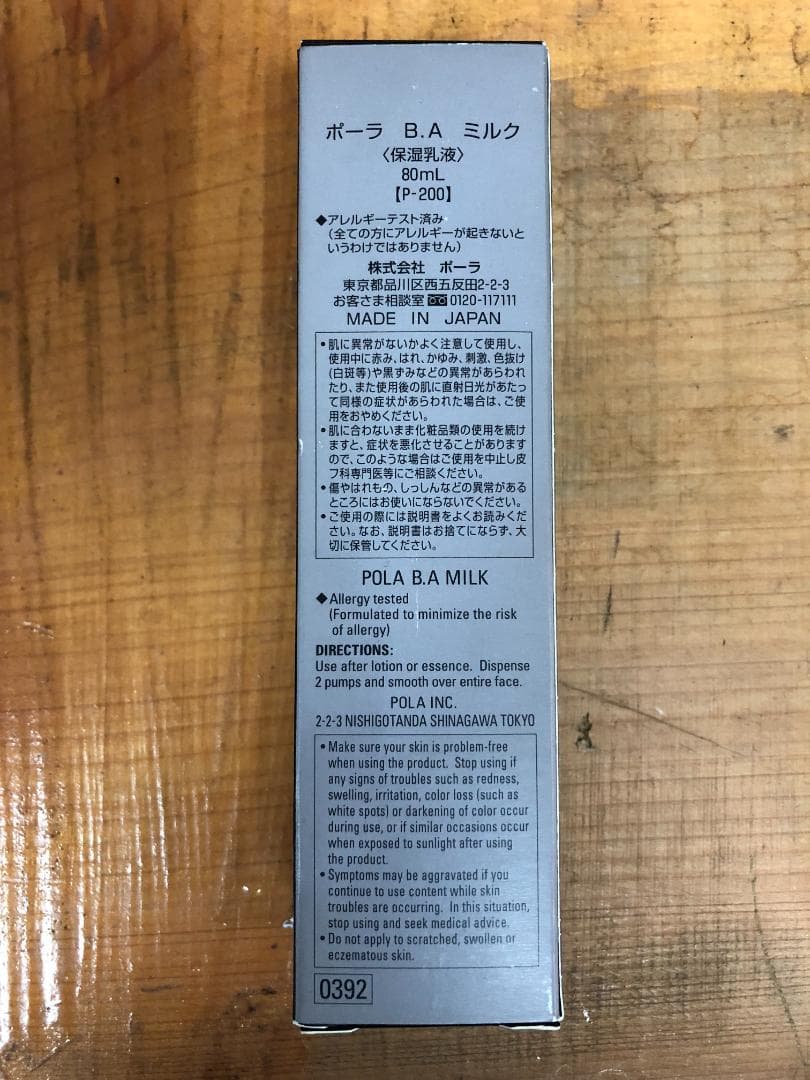 ポーラ B.A ミルク
〈保湿乳液〉
80mL
【P-200】
◆アレルギーテスト済み
（全ての方にアレルギーが起きないと
いうわけではありません）
株式会社 ポーラ
東京都品川区西五反田2-2-3
お客さま相談室 0120-117111
MADE IN JAPAN
•肌に異常がないかよく注意して使用し、
使用中に赤み、はれ、かゆみ、刺激、色抜け
(白斑等)や黒ずみなどの異常があらわれ
たり、また使用後の肌に直射日光があたっ
て同様の症状があらわれた場合は、ご使
用をおやめください。
•肌に合わないまま化粧品類の使用を続け
ますと、症状を悪化させることがあります
ので、このような場合はご使用を中止し皮
フ科専門医等にご相談ください。
•傷やはれもの、しっしんなどの異常がある
ところにはお使いにならないでください。
•ご使用の際には説明書をよくお読みくだ
さい。なお、説明書はお捨てにならず、大
切に保管してください。
POLA B.A MILK
◆Allergy tested
(Formulated to minimize the risk
of allergy)
DIRECTIONS:
Use after lotion or essence. Dispense
2 pumps and smooth over entire face.
POLA INC.
2-2-3 NISHIGOTANDA SHINAGAWA TOKYO
• Make sure your skin is problem-free
when using the product. Stop using if
any signs of troubles such as redness,
swelling, irritation, color loss (such as
white spots) or darkening of color occur
during use, or if similar occasions occur
when exposed to sunlight after using
the product.
• Symptoms may be aggravated if you
continue to use content while skin
troubles are occurring. In this situation,
stop using and seek medical advice.
• Do not apply to scratched, swollen or
eczematous skin.
0392